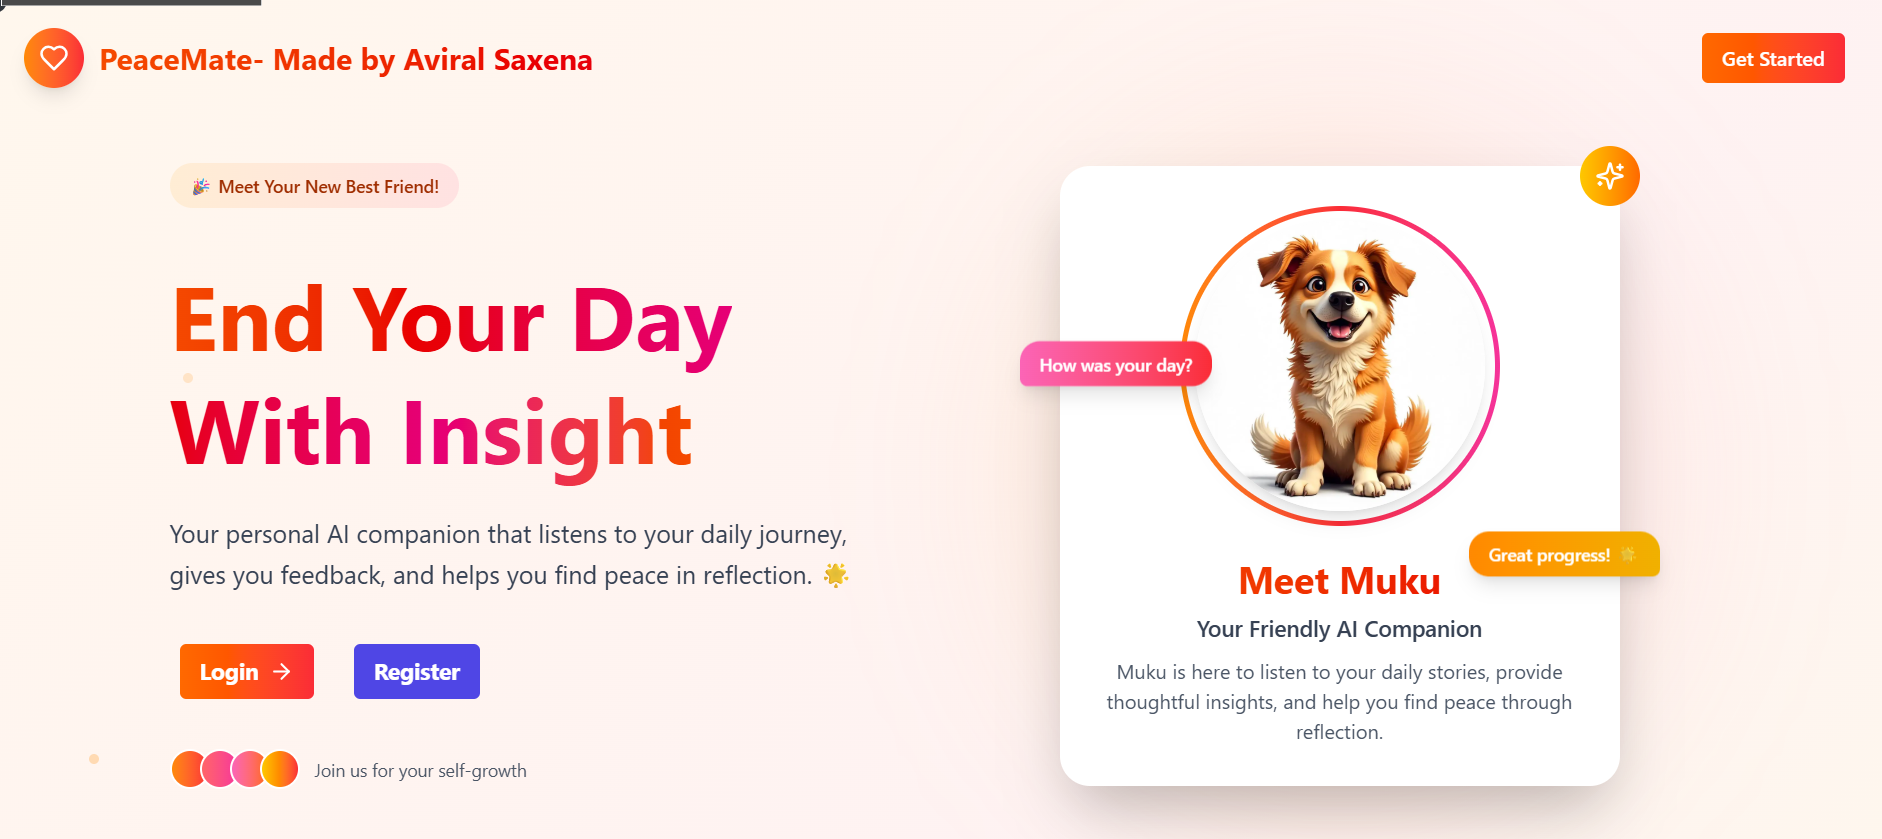 PeaceMate- Made by Aviral Saxena
Get Started
🎉 Meet Your New Best Friend!
End Your Day
With Insight
Your personal AI companion that listens to your daily journey,
gives you feedback, and helps you find peace in reflection. 🌟
Login →
Register
Join us for your self-growth
How was your day?
Great progress! 🌟
Meet Muku
Your Friendly AI Companion
Muku is here to listen to your daily stories, provide
thoughtful insights, and help you find peace through
reflection.